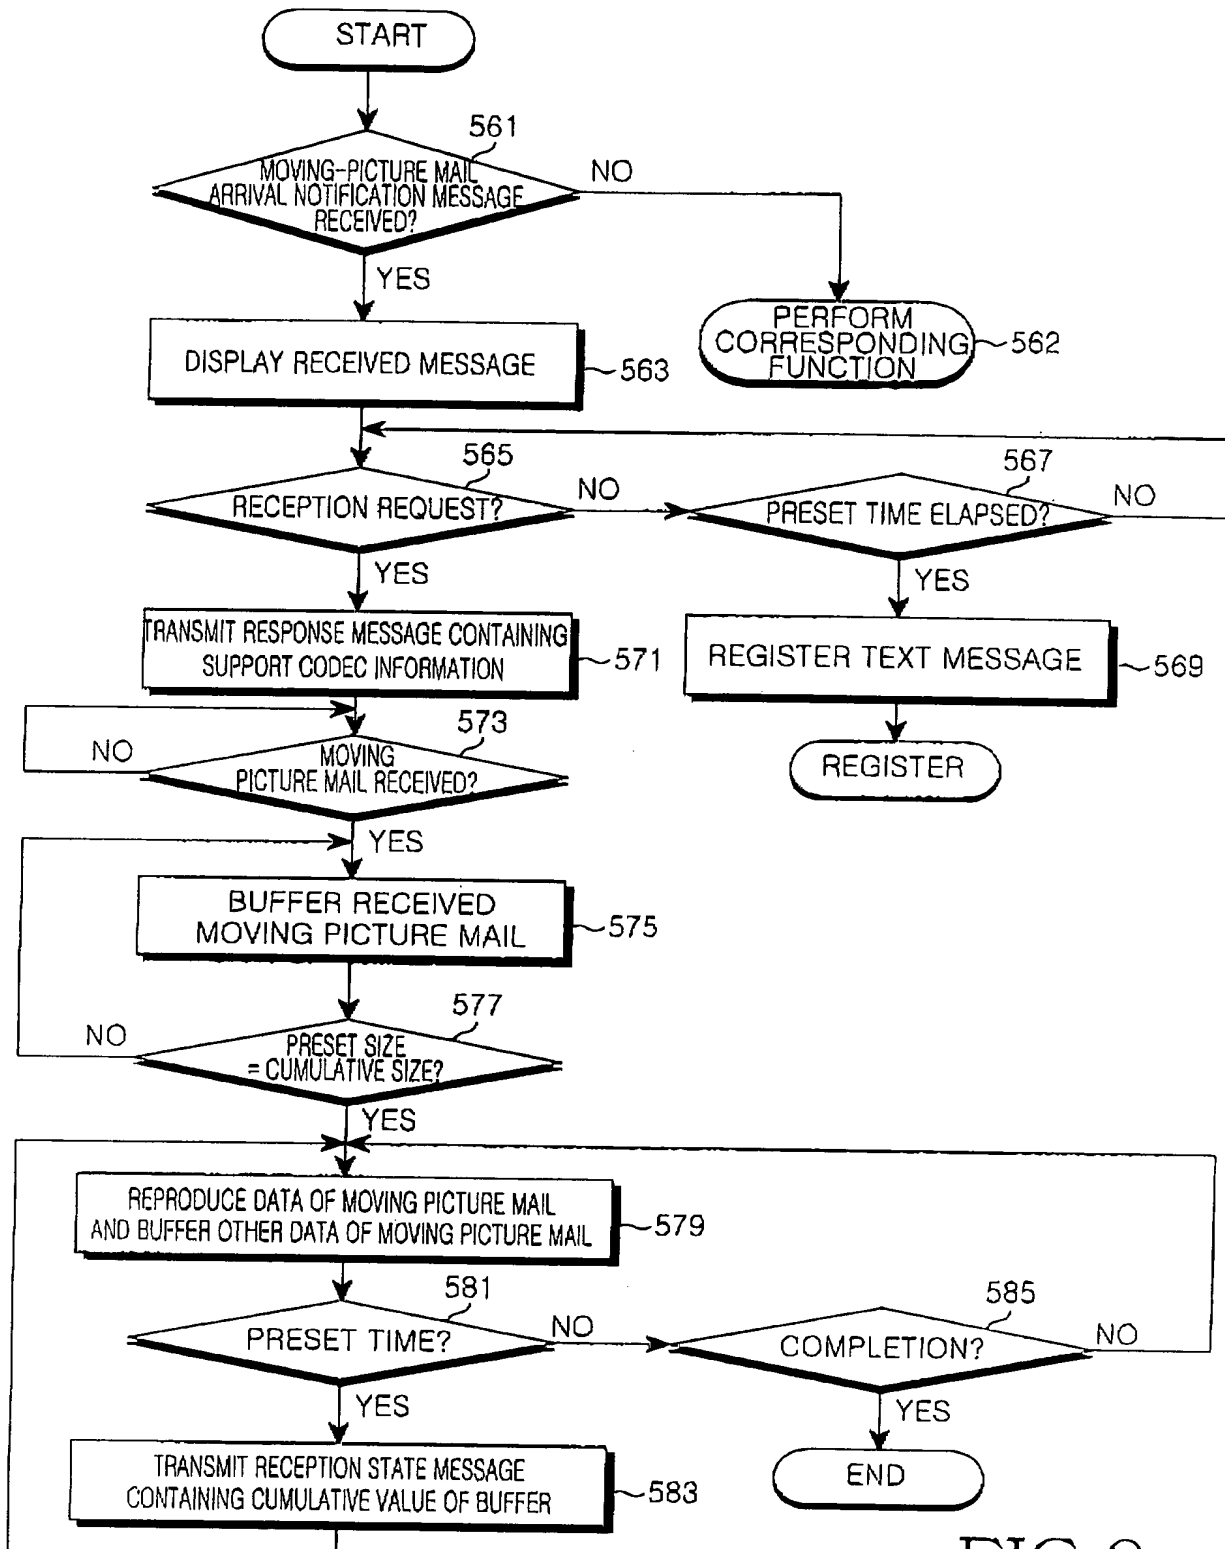 START
561
MOVING-PICTURE MAIL
ARRIVAL NOTIFICATION MESSAGE
RECEIVED?
NO
YES
PERFORM
CORRESPONDING
FUNCTION
562
DISPLAY RECEIVED MESSAGE
563
565
RECEPTION REQUEST?
NO
567
PRESET TIME ELAPSED?
NO
YES
YES
TRANSMIT RESPONSE MESSAGE CONTAINING
SUPPORT CODEC INFORMATION
571
REGISTER TEXT MESSAGE
569
573
NO
MOVING
PICTURE MAIL RECEIVED?
REGISTER
YES
BUFFER RECEIVED
MOVING PICTURE MAIL
575
577
NO
PRESET SIZE
= CUMULATIVE SIZE?
YES
REPRODUCE DATA OF MOVING PICTURE MAIL
AND BUFFER OTHER DATA OF MOVING PICTURE MAIL
579
581
PRESET TIME?
NO
585
COMPLETION?
NO
YES
YES
TRANSMIT RECEPTION STATE MESSAGE
CONTAINING CUMULATIVE VALUE OF BUFFER
583
END